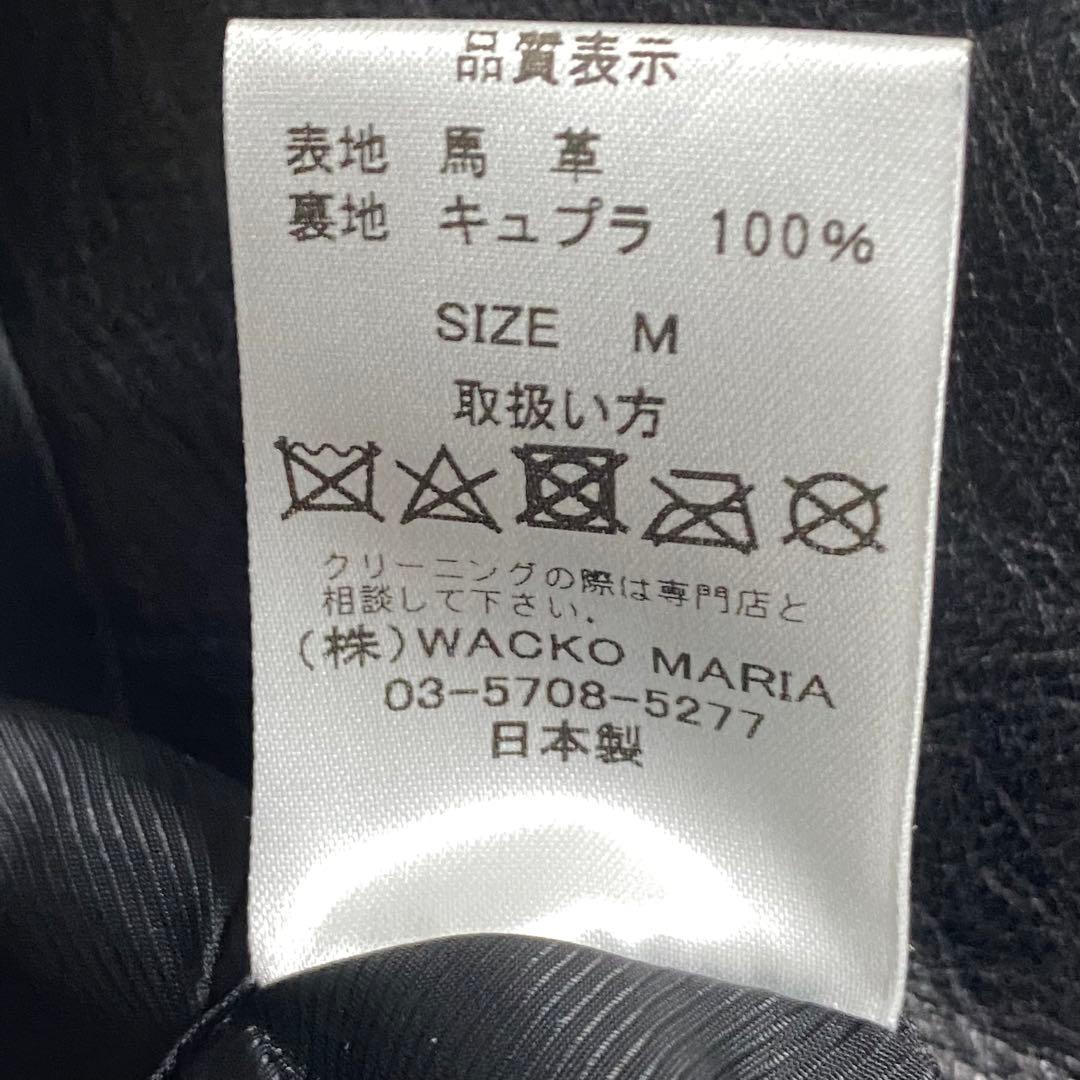 品質表示
表地 馬 革
裏地 キュプラ 100%
SIZE M
取扱い方
クリーニングの際は専門店と
相談して下さい.
(株)WACKO MARIA
03-5708-5277
日本製